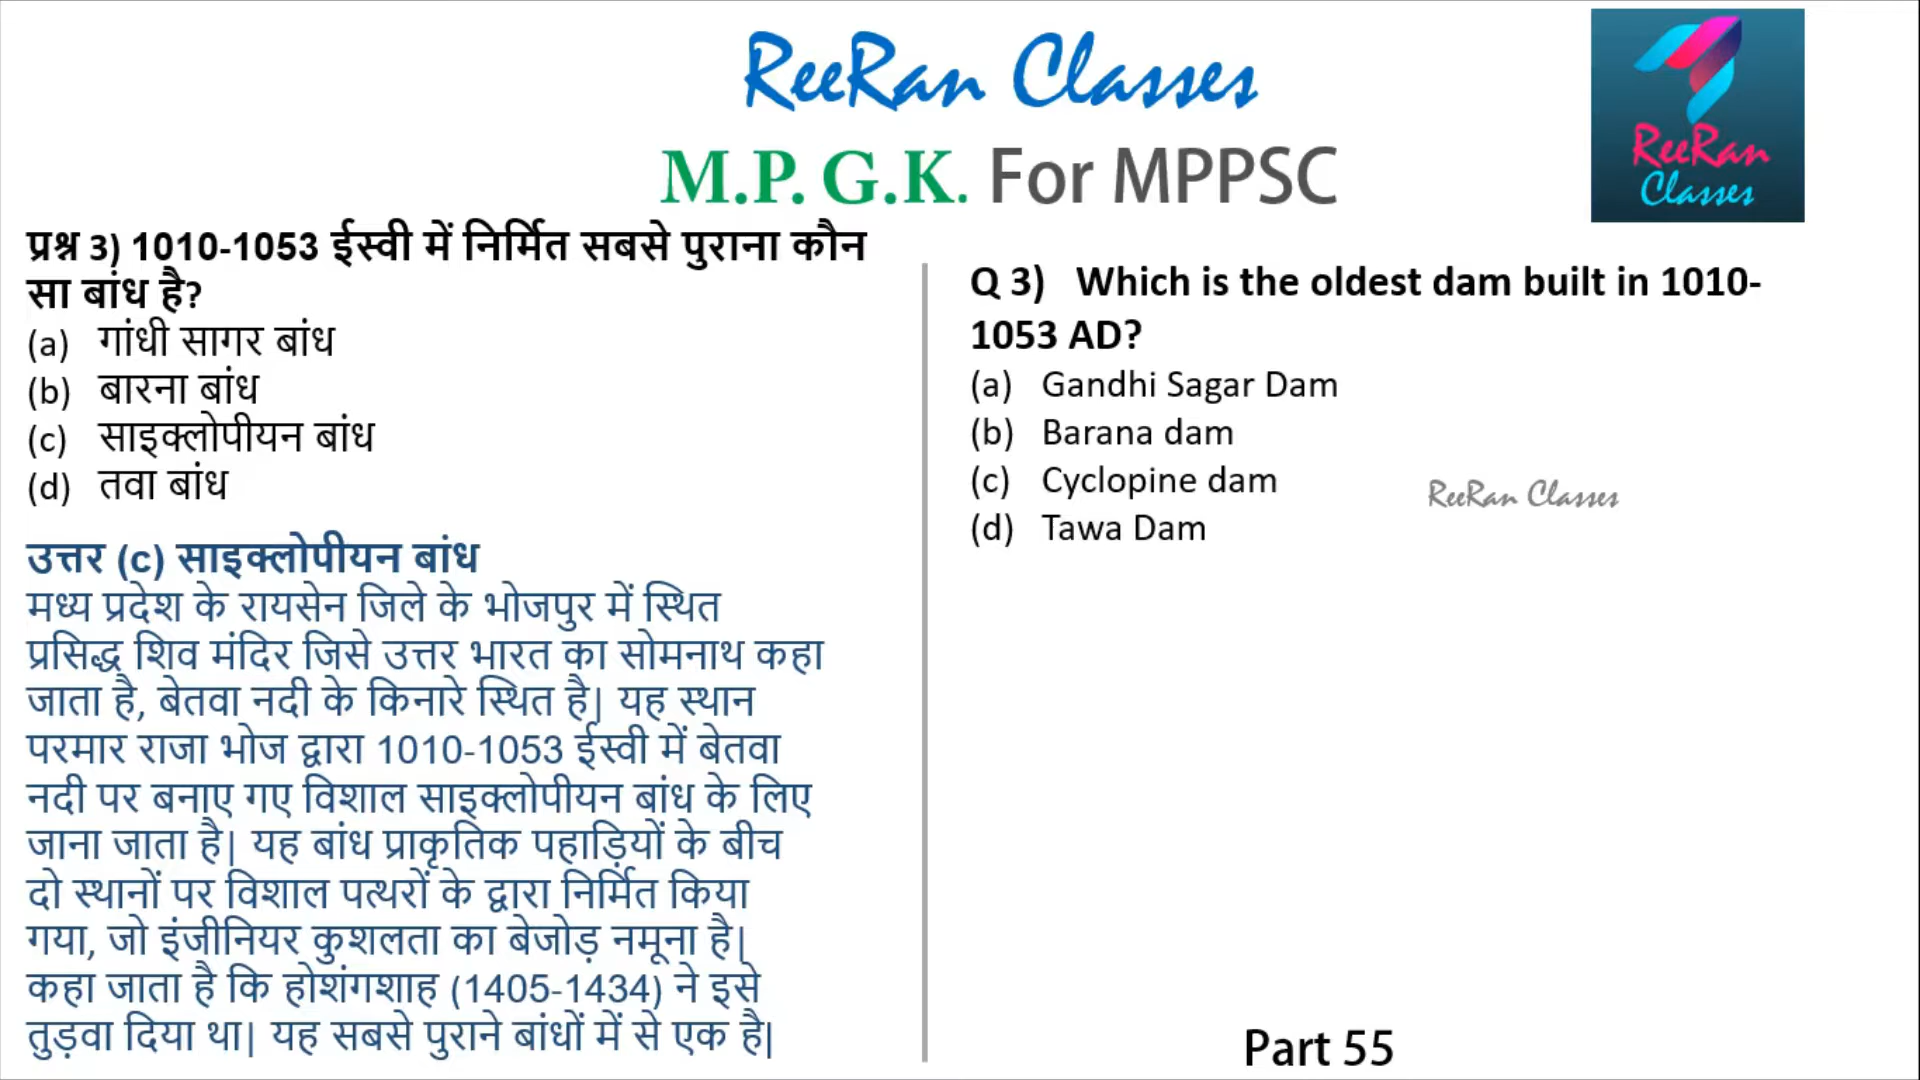 ReeRan Classes
M.P. G.K. For MPPSC
ReeRan
Classes
प्रश्न 3) 1010-1053 ईस्वी में निर्मित सबसे पुराना कौन
सा बांध है?
(a) गांधी सागर बांध
(b) बारना बांध
(c) साइक्लोपीयन बांध
(d) तवा बांध
उत्तर (c) साइक्लोपीयन बांध
मध्य प्रदेश के रायसेन जिले के भोजपुर में स्थित
प्रसिद्ध शिव मंदिर जिसे उत्तर भारत का सोमनाथ कहा
जाता है, बेतवा नदी के किनारे स्थित है| यह स्थान
परमार राजा भोज द्वारा 1010-1053 ईस्वी में बेतवा
नदी पर बनाए गए विशाल साइक्लोपीयन बांध के लिए
जाना जाता है| यह बांध प्राकृतिक पहाड़ियों के बीच
दो स्थानों पर विशाल पत्थरों के द्वारा निर्मित किया
गया, जो इंजीनियर कुशलता का बेजोड़ नमूना है|
कहा जाता है कि होशंगशाह (1405-1434) ने इसे
तुड़वा दिया था| यह सबसे पुराने बांधों में से एक है|
Q 3) Which is the oldest dam built in 1010-
1053 AD?
(a) Gandhi Sagar Dam
(b) Barana dam
(c) Cyclopine dam
(d) Tawa Dam
ReeRan Classes
Part 55